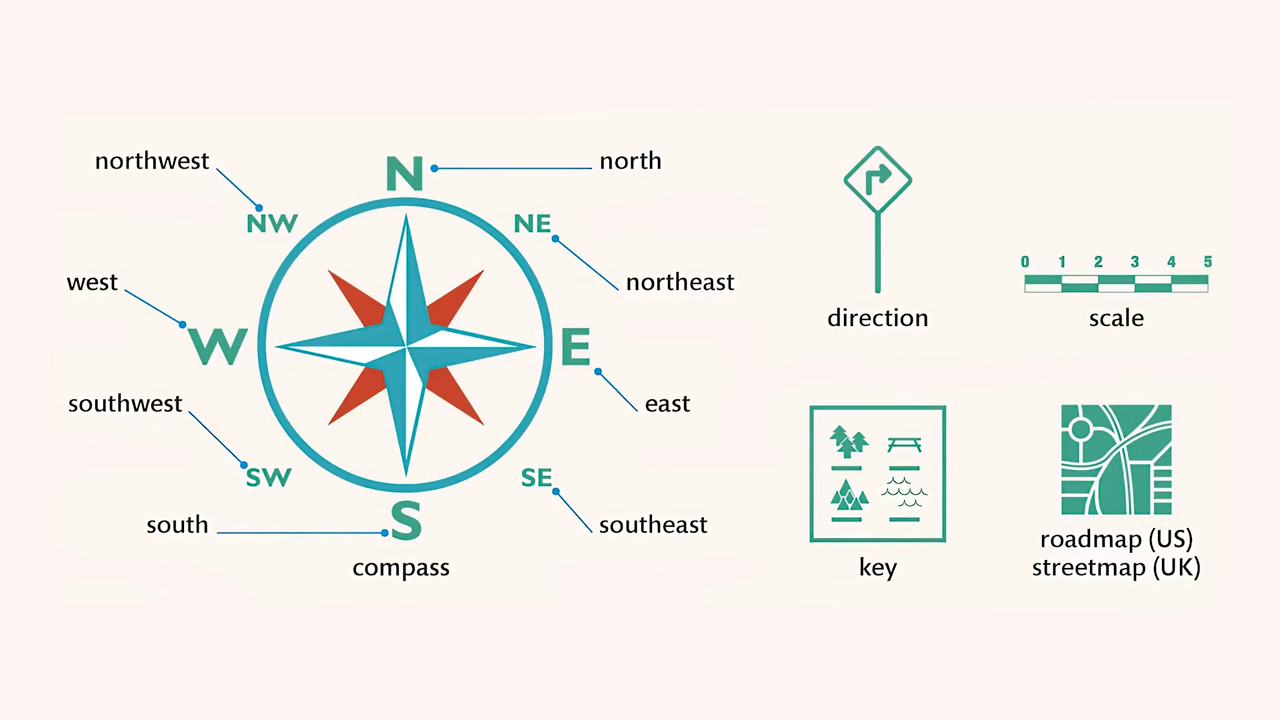 northwest
N
north
NW
NE
west
northeast
W
E
southwest
east
SW
SE
south
S
southeast
compass
direction
0 1 2 3 4 5
scale
key
roadmap (US)
streetmap (UK)